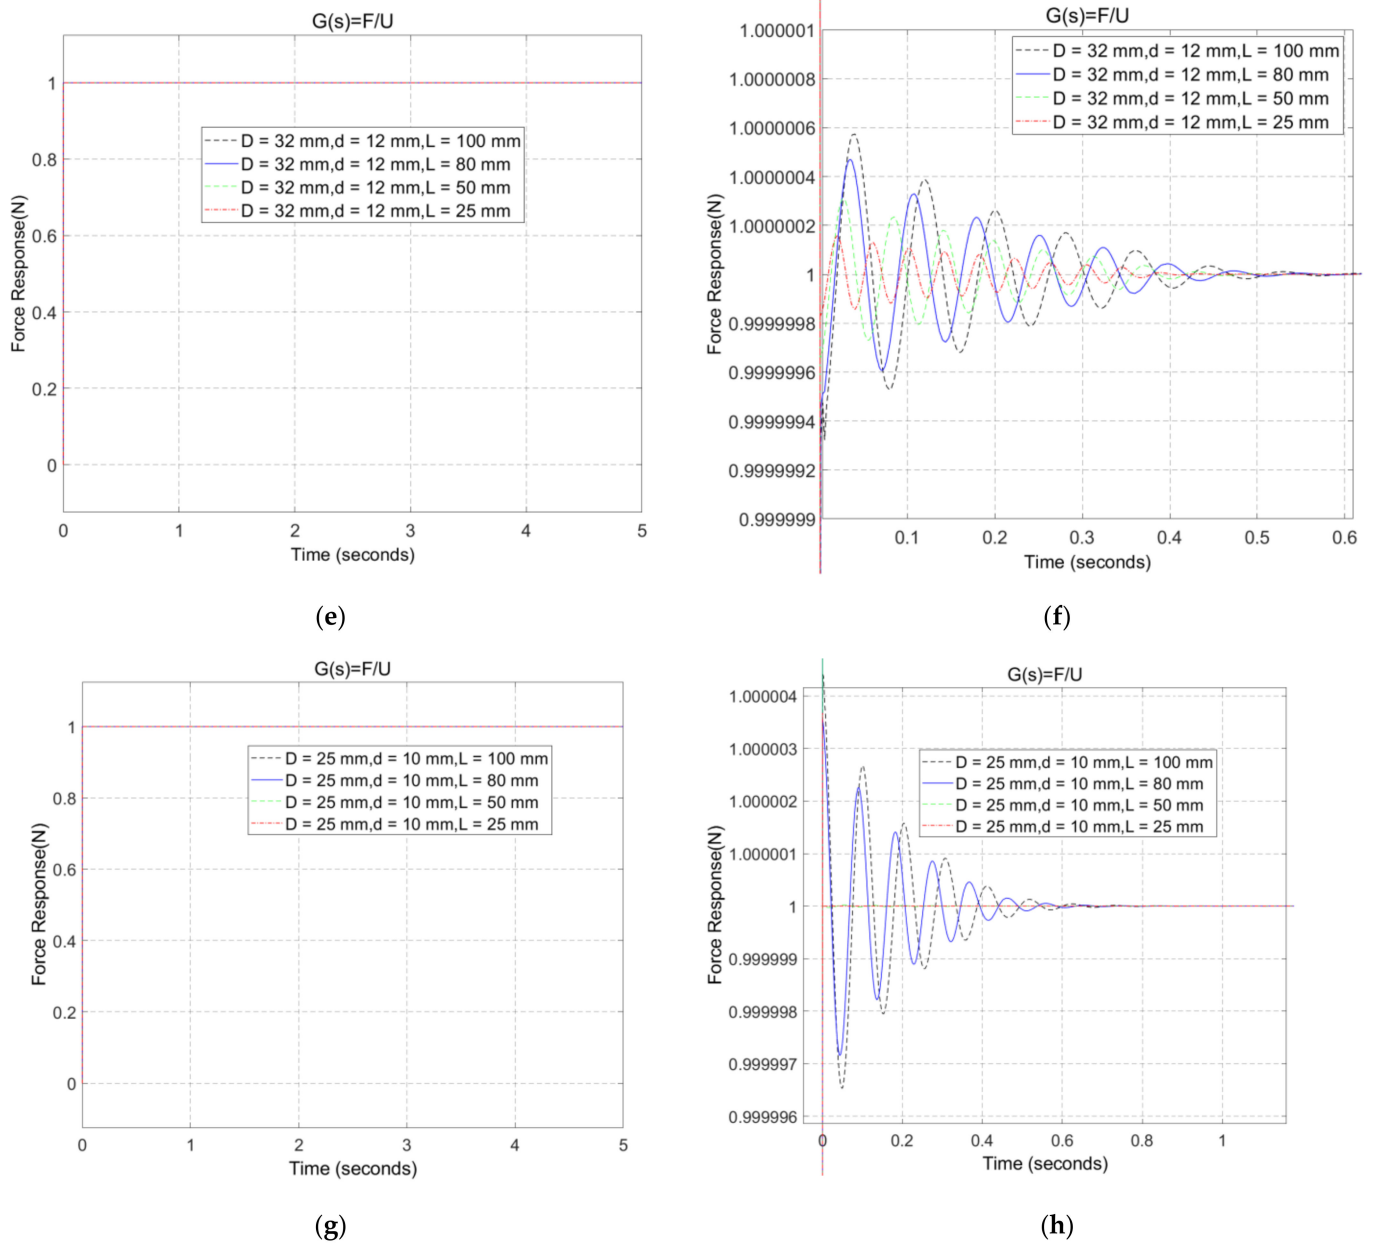 G(s)=F/U
1
0.8
0.6
0.4
0.2
0
Force Response(N)
D = 32 mm,d = 12 mm,L = 100 mm
D = 32 mm,d = 12 mm,L = 80 mm
D = 32 mm,d = 12 mm,L = 50 mm
D = 32 mm,d = 12 mm,L = 25 mm
0 1 2 3 4 5
Time (seconds)
(e)
G(s)=F/U
1.000001
1.0000008
1.0000006
1.0000004
1.0000002
1
0.9999998
0.9999996
0.9999994
0.9999992
0.999999
Force Response(N)
D = 32 mm,d = 12 mm,L = 100 mm
D = 32 mm,d = 12 mm,L = 80 mm
D = 32 mm,d = 12 mm,L = 50 mm
D = 32 mm,d = 12 mm,L = 25 mm
0.1 0.2 0.3 0.4 0.5 0.6
Time (seconds)
(f)
G(s)=F/U
1
0.8
0.6
0.4
0.2
0
Force Response(N)
D = 25 mm,d = 10 mm,L = 100 mm
D = 25 mm,d = 10 mm,L = 80 mm
D = 25 mm,d = 10 mm,L = 50 mm
D = 25 mm,d = 10 mm,L = 25 mm
0 1 2 3 4 5
Time (seconds)
(g)
G(s)=F/U
1.000004
1.000003
1.000002
1.000001
1
0.999999
0.999998
0.999997
0.999996
Force Response(N)
D = 25 mm,d = 10 mm,L = 100 mm
D = 25 mm,d = 10 mm,L = 80 mm
D = 25 mm,d = 10 mm,L = 50 mm
D = 25 mm,d = 10 mm,L = 25 mm
0 0.2 0.4 0.6 0.8 1
Time (seconds)
(h)